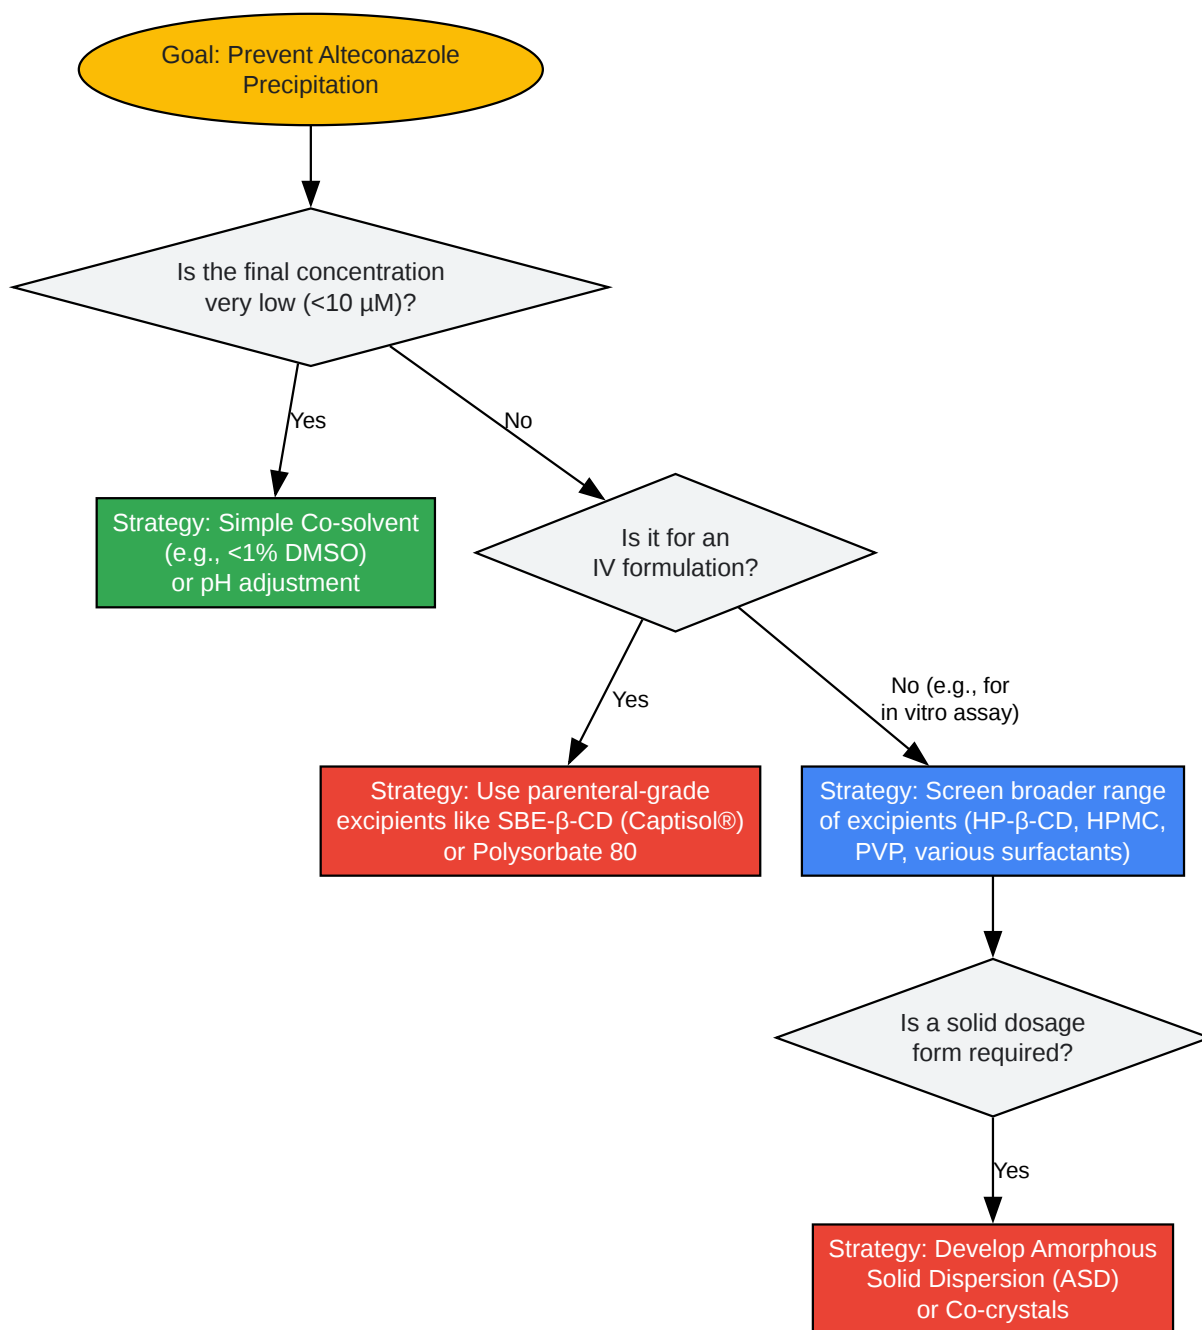 Goal: Prevent Alteconazole
Precipitation
Is the final concentration
very low (<10 µM)?
Yes
No
Strategy: Simple Co-solvent
(e.g., <1% DMSO)
or pH adjustment
Is it for an
IV formulation?
Yes
No (e.g., for
in vitro assay)
Strategy: Use parenteral-grade
excipients like SBE-β-CD (Captisol®)
or Polysorbate 80
Strategy: Screen broader range
of excipients (HP-β-CD, HPMC,
PVP, various surfactants)
Is a solid dosage
form required?
Yes
Strategy: Develop Amorphous
Solid Dispersion (ASD)
or Co-crystals